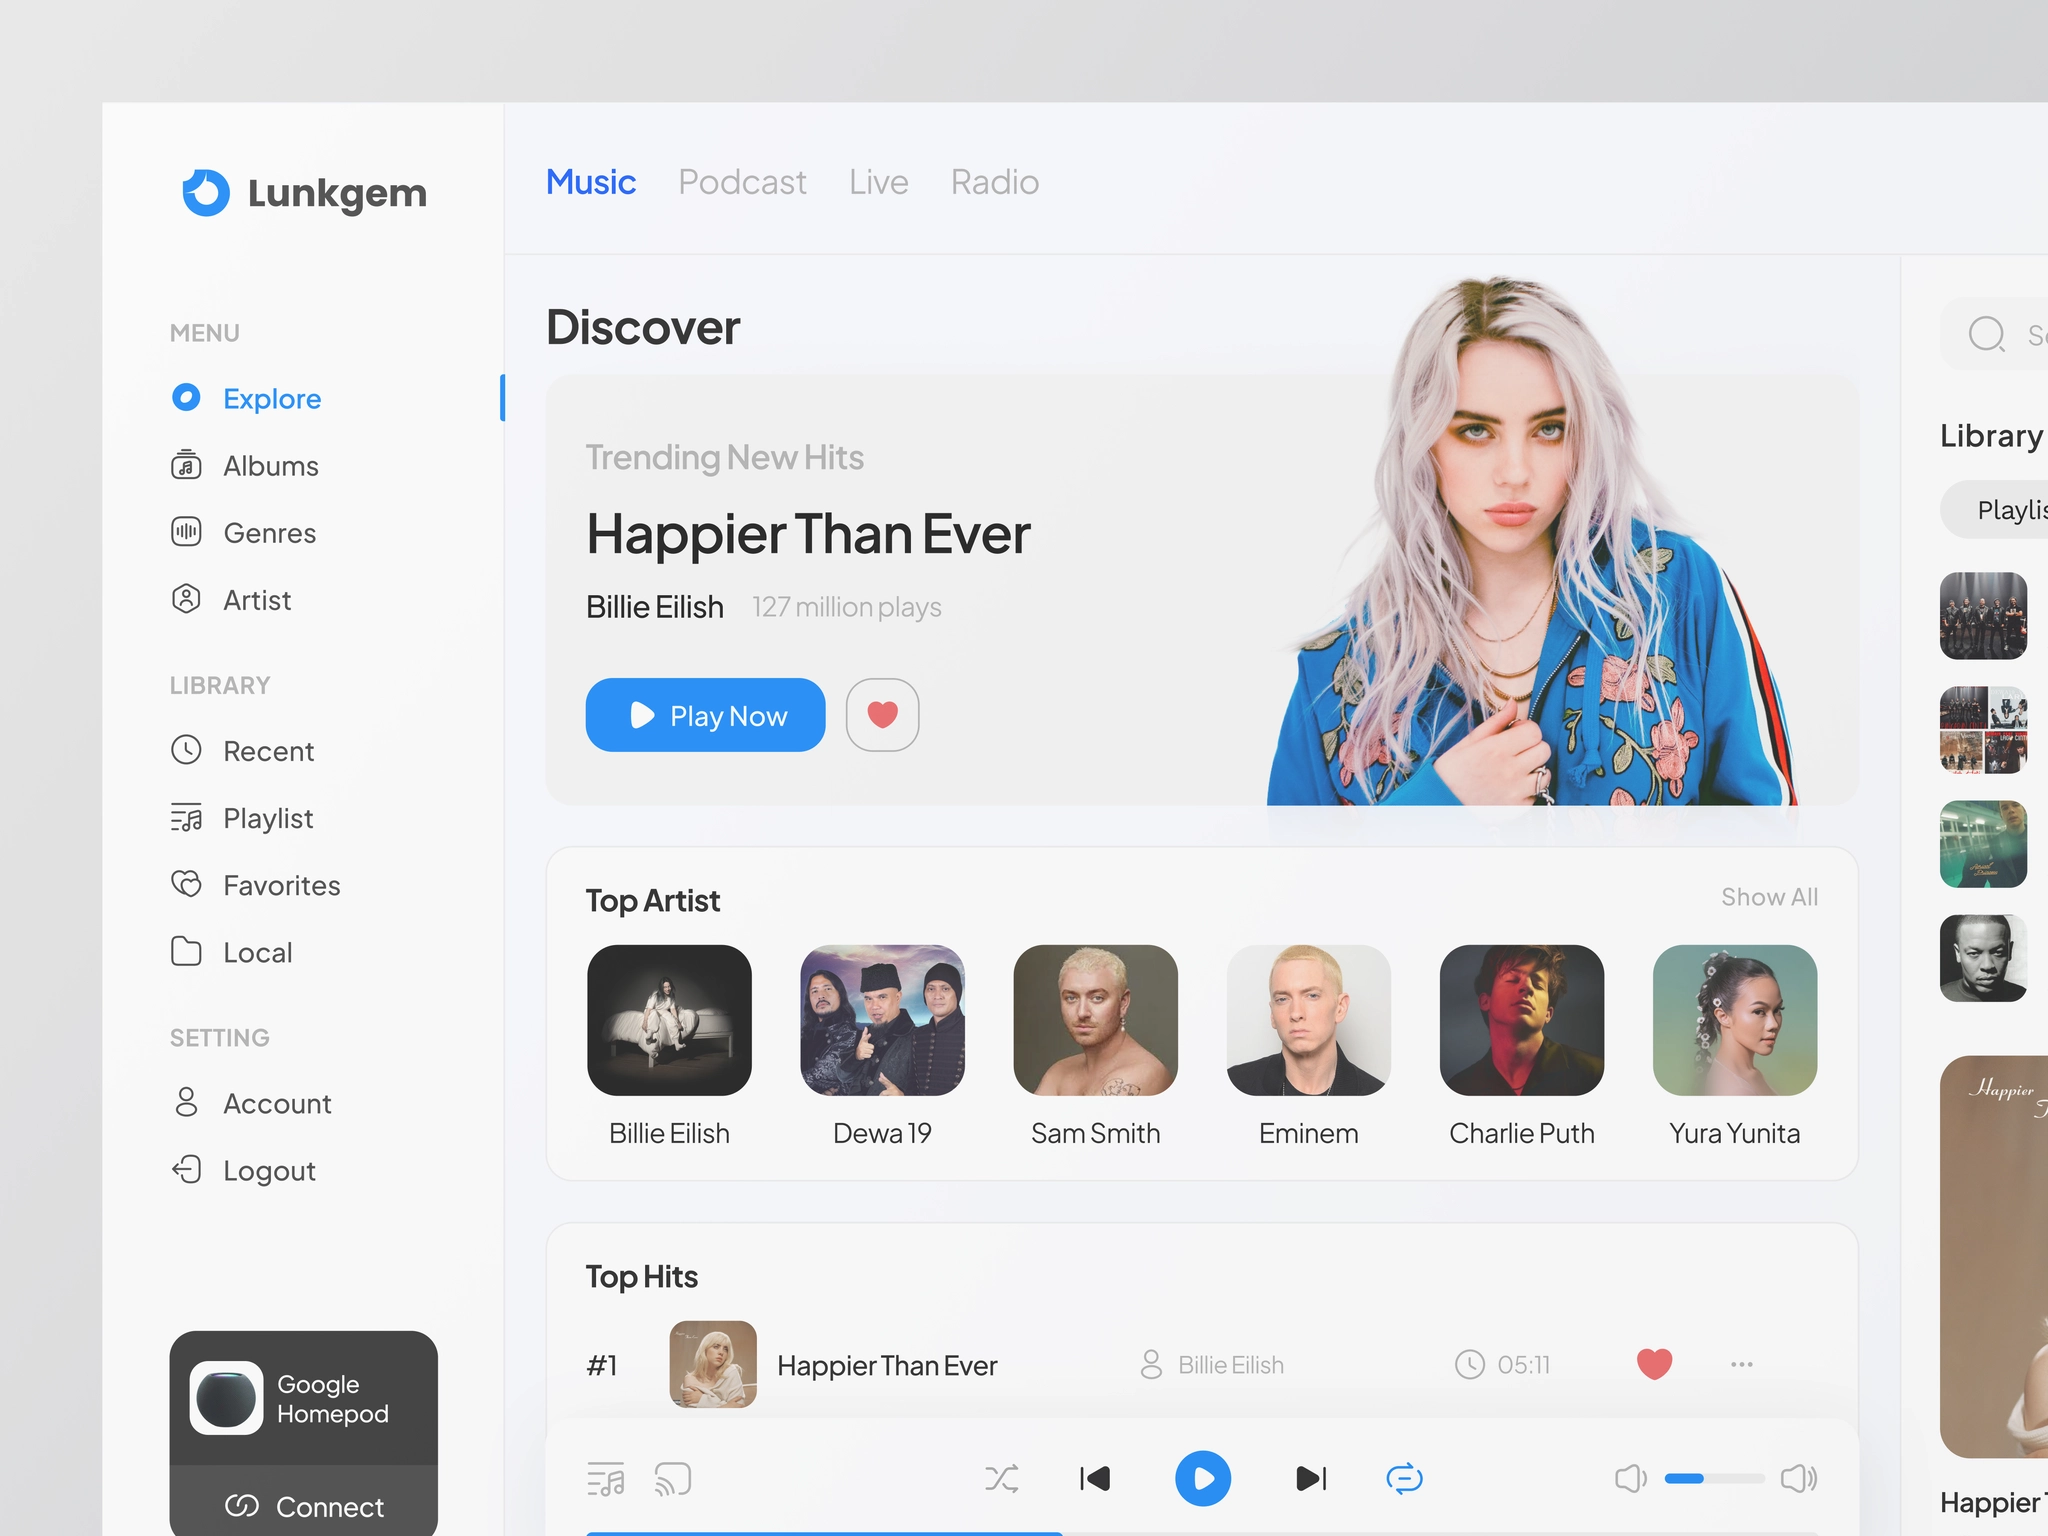 Lunkgem
MENU
Explore
Albums
Genres
Artist
LIBRARY
Recent
Playlist
Favorites
Local
SETTING
Account
Logout
Google
Homepod
Connect
Music Podcast Live Radio
Discover
Trending New Hits
Happier Than Ever
Billie Eilish 127 million plays
Play Now
Top Artist Show All
Billie Eilish Dewa 19 Sam Smith Eminem Charlie Puth Yura Yunita
Top Hits
#1 Happier Than Ever Billie Eilish 05:11
Library
Happier
Happier